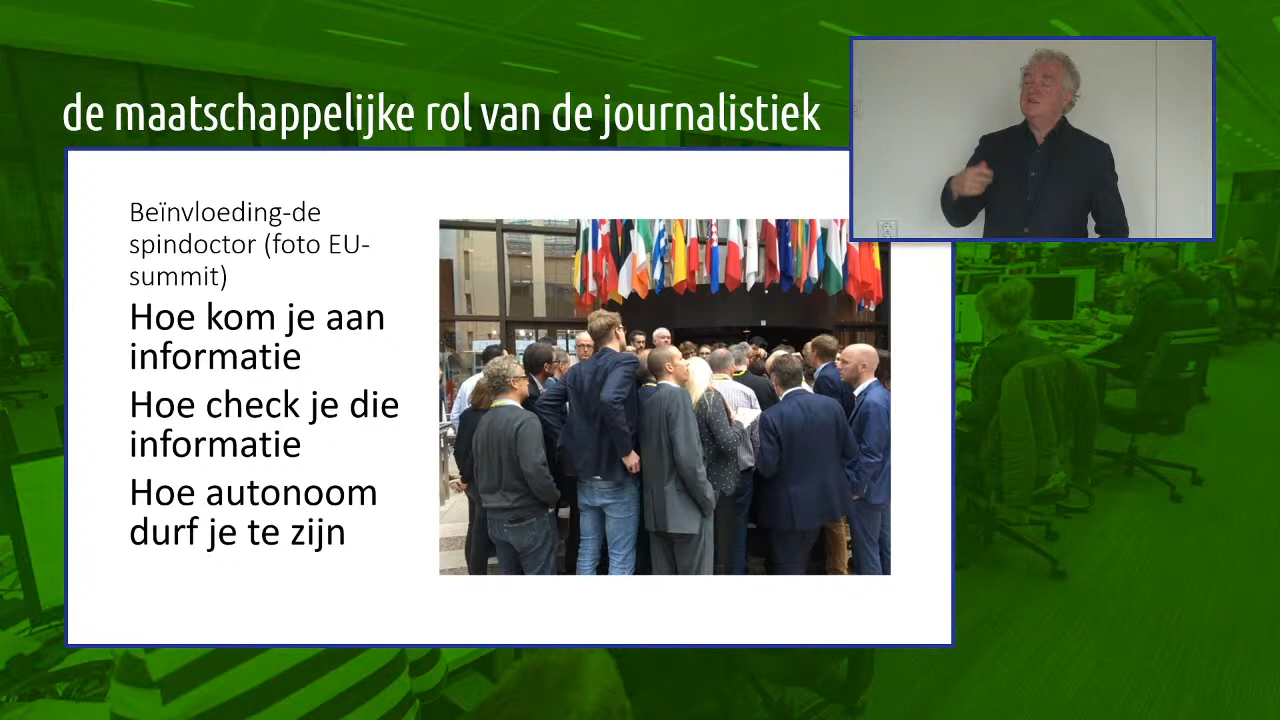 de maatschappelijke rol van de journalistiek
Beïnvloeding-de
spindoctor (foto EU-
summit)
Hoe kom je aan
informatie
Hoe check je die
informatie
Hoe autonoom
durf je te zijn